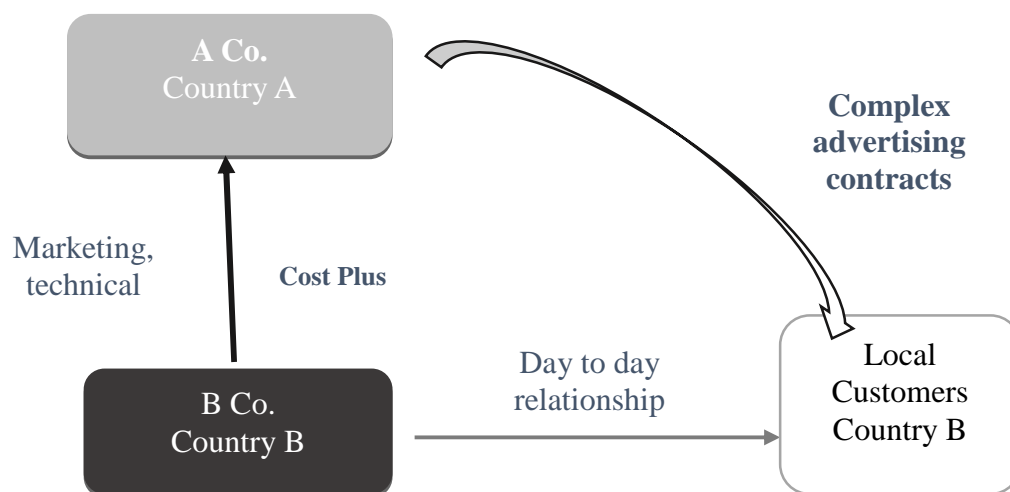 A Co.
Country A
Complex
advertising
contracts
Marketing,
technical
Cost Plus
B Co.
Country B
Day to day
relationship
Local
Customers
Country B